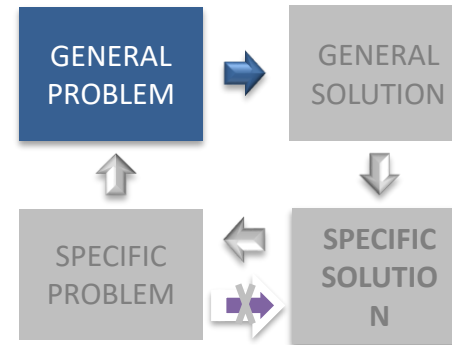 GENERAL
PROBLEM
GENERAL
SOLUTION
SPECIFIC
PROBLEM
SPECIFIC
SOLUTIO
N